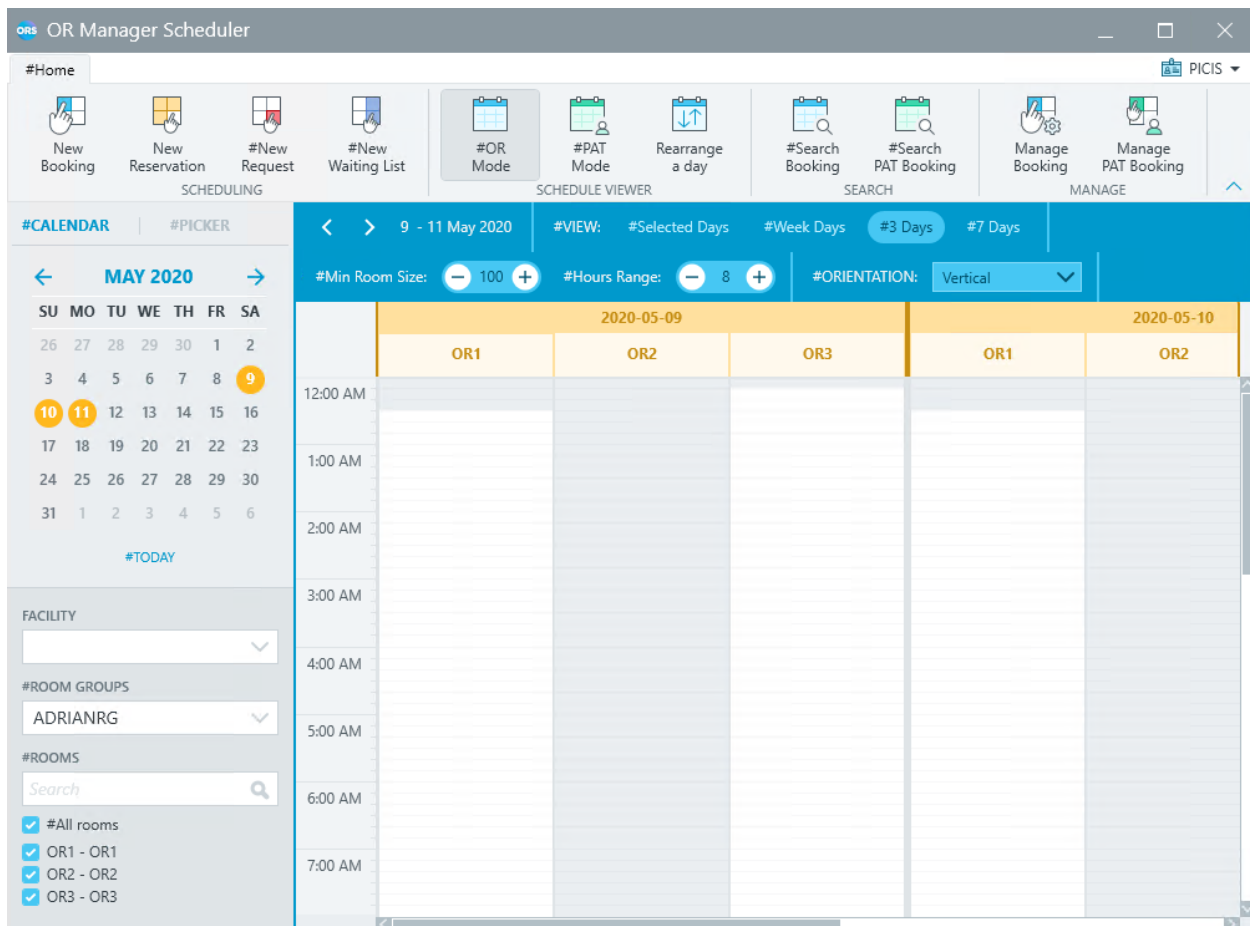 ORS OR Manager Scheduler
#Home
PICIS
New Booking
New Reservation
#New Request
#New Waiting List
#OR Mode
#PAT Mode
Rearrange a day
#Search Booking
#Search PAT Booking
Manage Booking
Manage PAT Booking
SCHEDULING
SCHEDULE VIEWER
SEARCH
MANAGE
#CALENDAR
#PICKER
9 - 11 May 2020
#VIEW:
#Selected Days
#Week Days
#3 Days
#7 Days
#Min Room Size:
100
#Hours Range:
8
#ORIENTATION:
Vertical
MAY 2020
SU MO TU WE TH FR SA
26 27 28 29 30 1 2
3 4 5 6 7 8 9
10 11 12 13 14 15 16
17 18 19 20 21 22 23
24 25 26 27 28 29 30
31 1 2 3 4 5 6
#TODAY
FACILITY
#ROOM GROUPS
ADRIANRG
#ROOMS
Search
#All rooms
OR1 - OR1
OR2 - OR2
OR3 - OR3
2020-05-09
2020-05-10
OR1
OR2
OR3
OR1
OR2
12:00 AM
1:00 AM
2:00 AM
3:00 AM
4:00 AM
5:00 AM
6:00 AM
7:00 AM